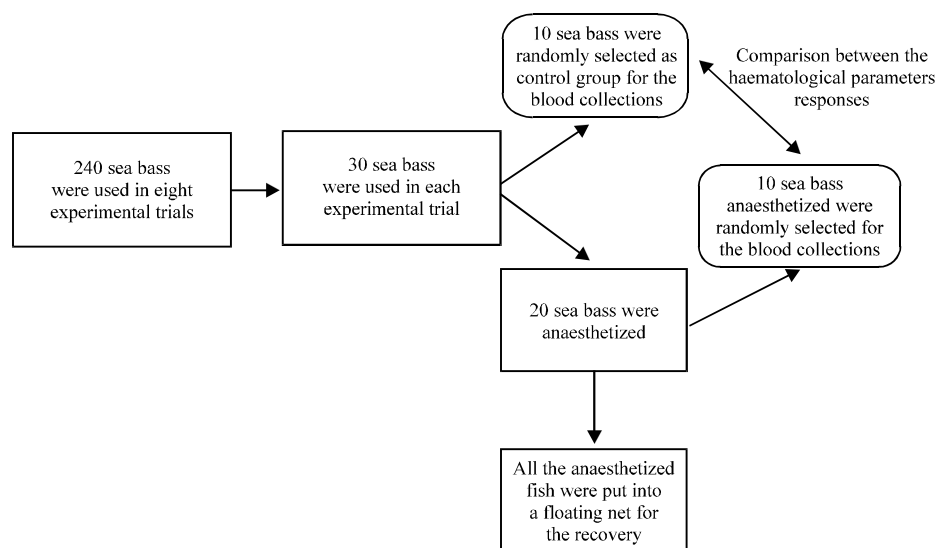 240 sea bass
were used in eight
experimental trials
30 sea bass
were used in each
experimental trial
10 sea bass were
randomly selected as
control group for the
blood collections
Comparison between the
haematological parameters
responses
10 sea bass
anaesthetized were
randomly selected for
the blood collections
20 sea bass were
anaesthetized
All the anaesthetized
fish were put into
a floating net for
the recovery